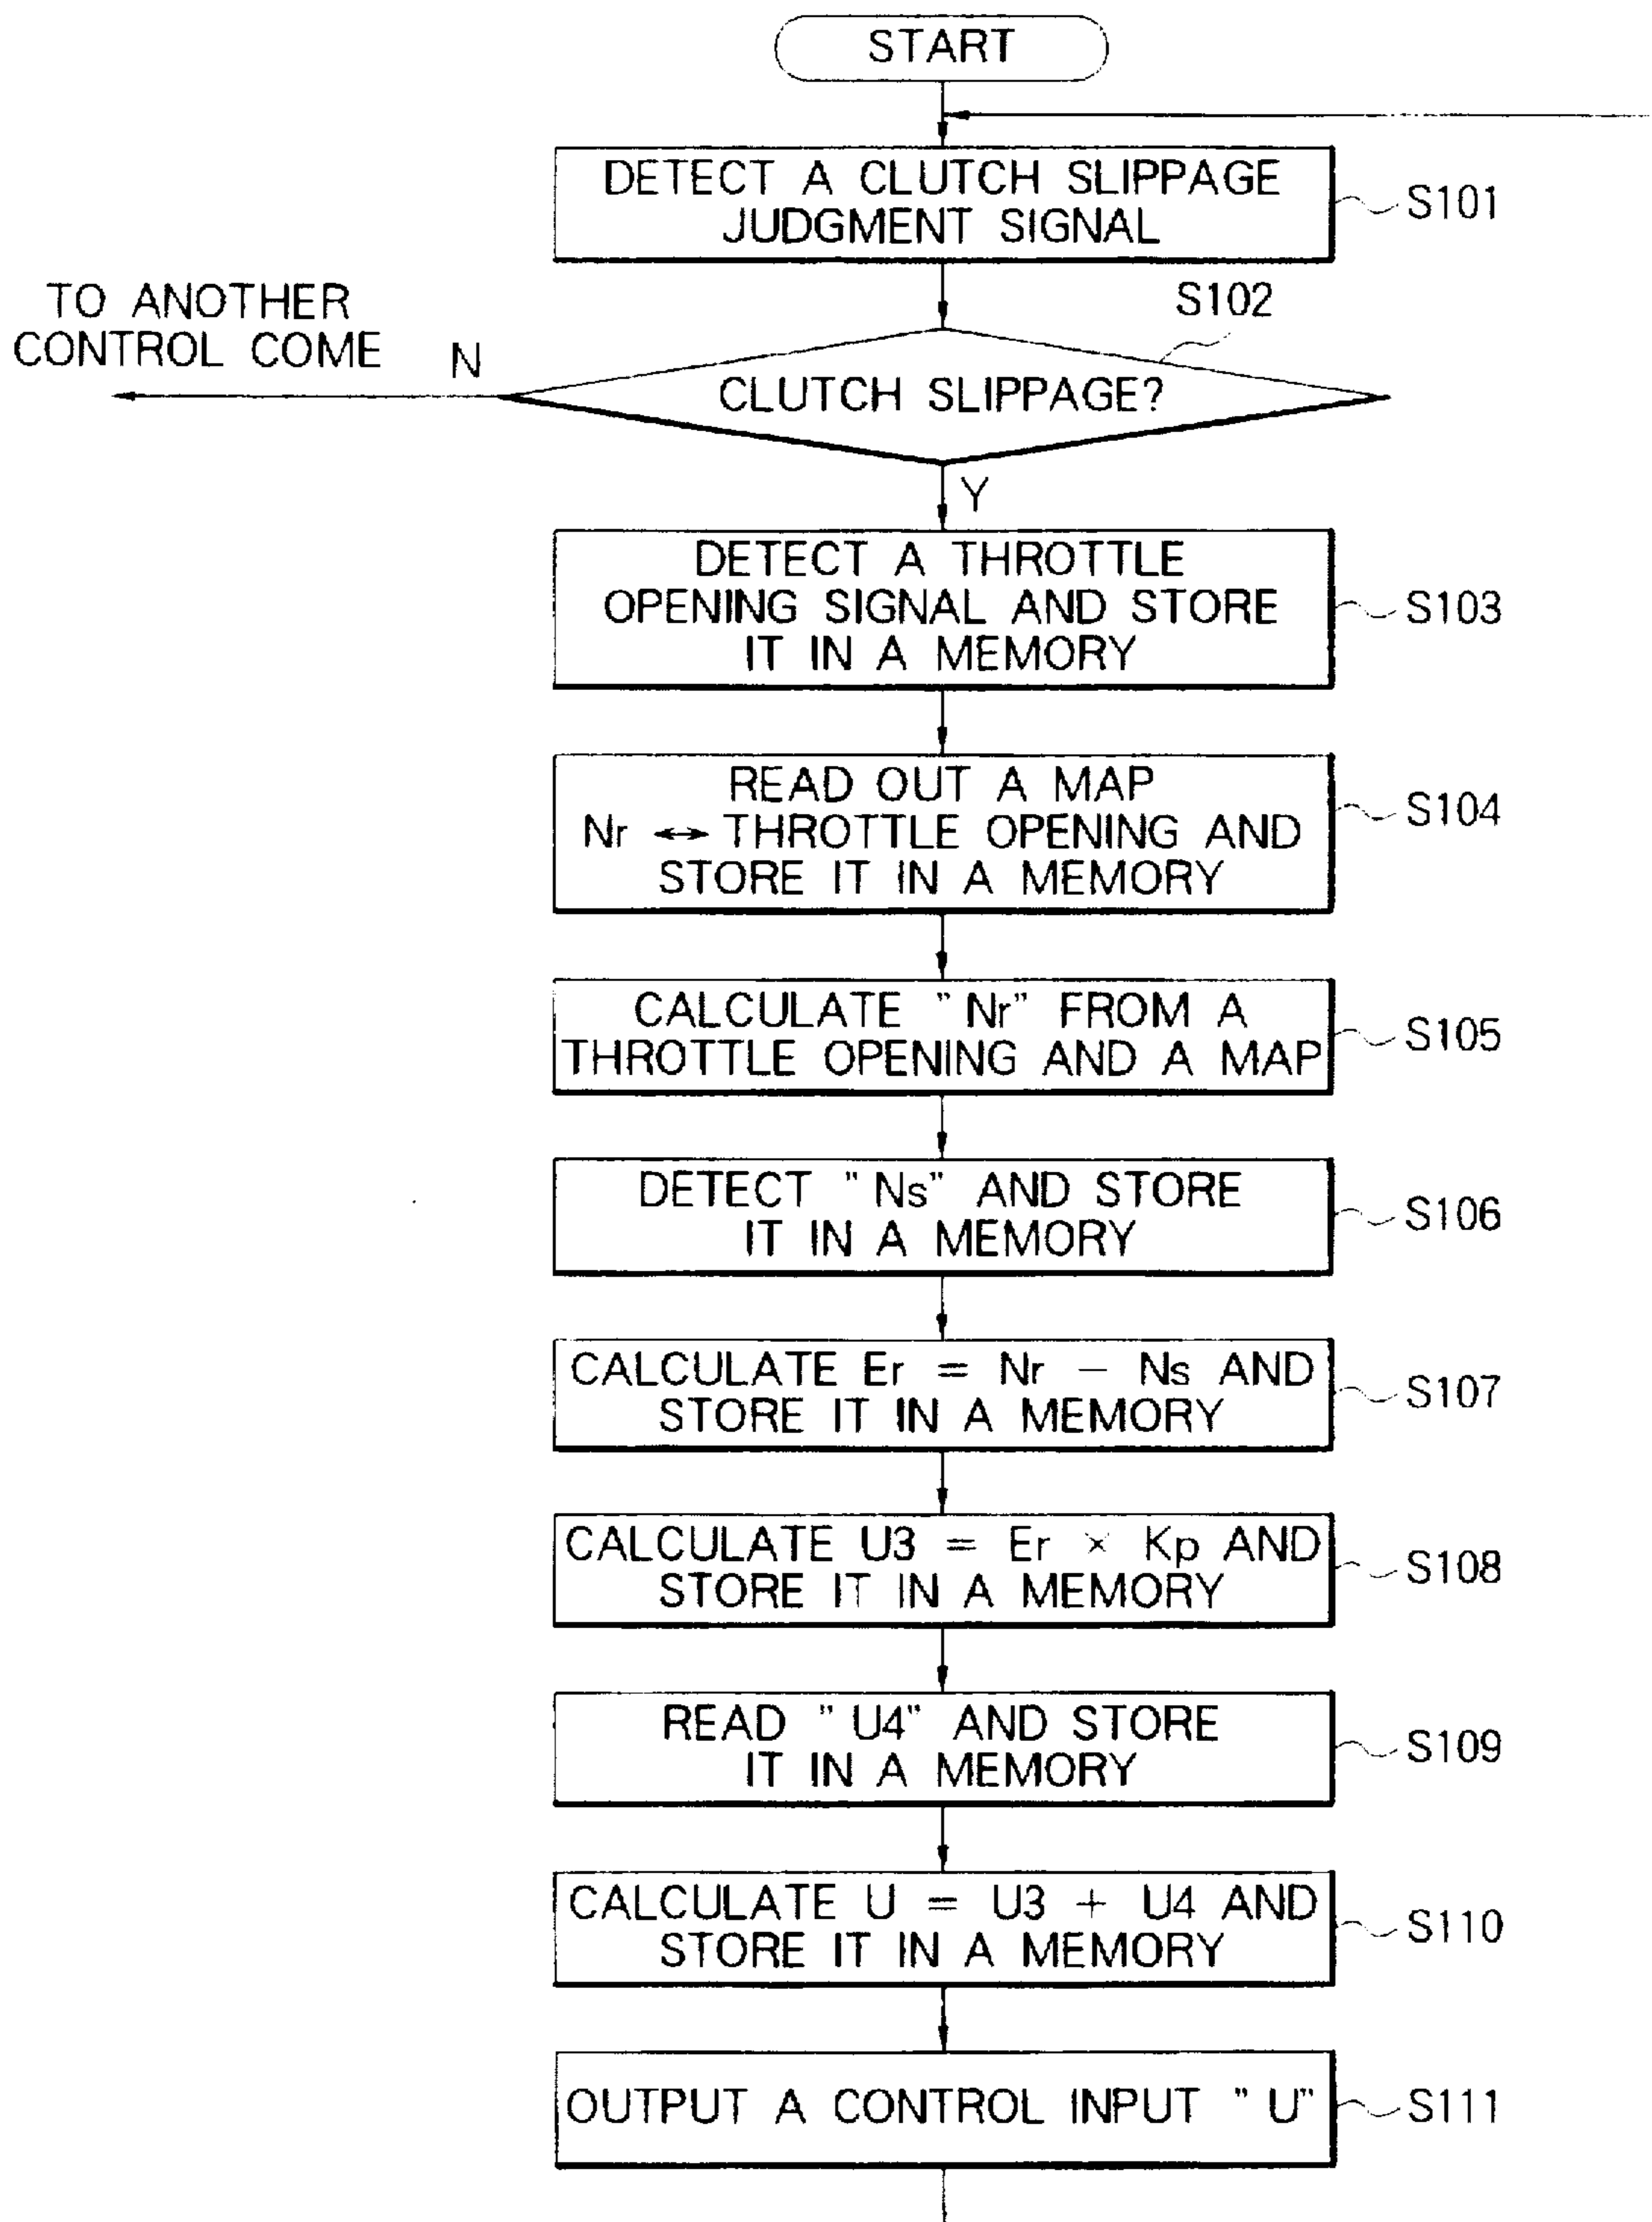 START
DETECT A CLUTCH SLIPPAGE
JUDGMENT SIGNAL
S101
TO ANOTHER
CONTROL COME
N
S102
CLUTCH SLIPPAGE?
Y
DETECT A THROTTLE
OPENING SIGNAL AND STORE
IT IN A MEMORY
S103
READ OUT A MAP
Nr ↔ THROTTLE OPENING AND
STORE IT IN A MEMORY
S104
CALCULATE "Nr" FROM A
THROTTLE OPENING AND A MAP
S105
DETECT "Ns" AND STORE
IT IN A MEMORY
S106
CALCULATE Er = Nr - Ns AND
STORE IT IN A MEMORY
S107
CALCULATE U3 = Er × Kp AND
STORE IT IN A MEMORY
S108
READ "U4" AND STORE
IT IN A MEMORY
S109
CALCULATE U = U3 + U4 AND
STORE IT IN A MEMORY
S110
OUTPUT A CONTROL INPUT "U"
S111